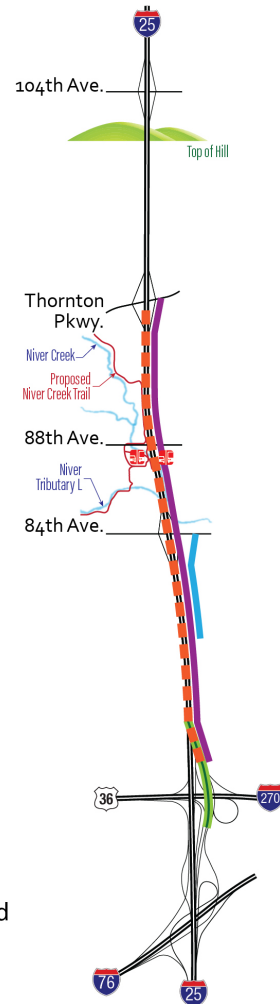 25
104th Ave.
Top of Hill
Thornton
Pkwy.
Niver Creek
Proposed
Niver Creek Trail
88th Ave.
Niver
Tributary L
84th Ave.
36
270
d
76
25